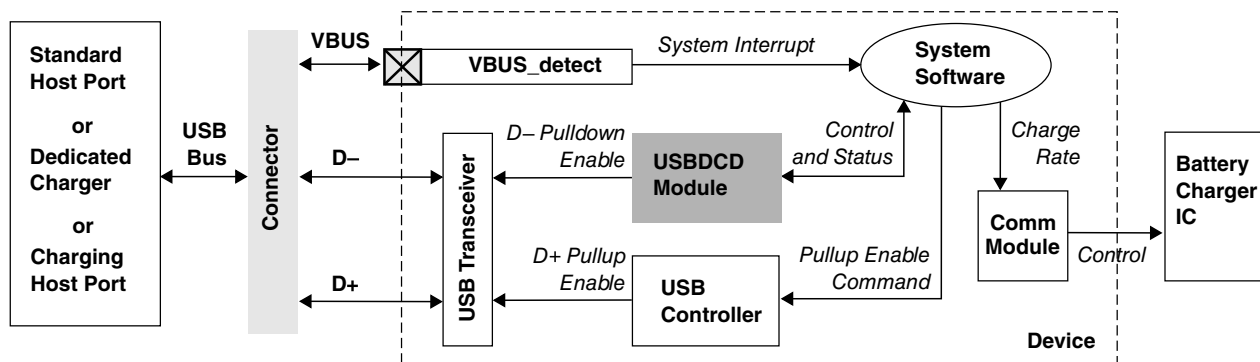 Standard
Host Port
or
Dedicated
Charger
or
Charging
Host Port
USB
Bus
Connector
VBUS
D–
D+
VBUS_detect
System Interrupt
System
Software
USB Transceiver
D– Pulldown
Enable
USBDCD
Module
Control
and Status
Charge
Rate
D+ Pullup
Enable
USB
Controller
Pullup Enable
Command
Comm
Module
Control
Battery
Charger
IC
Device